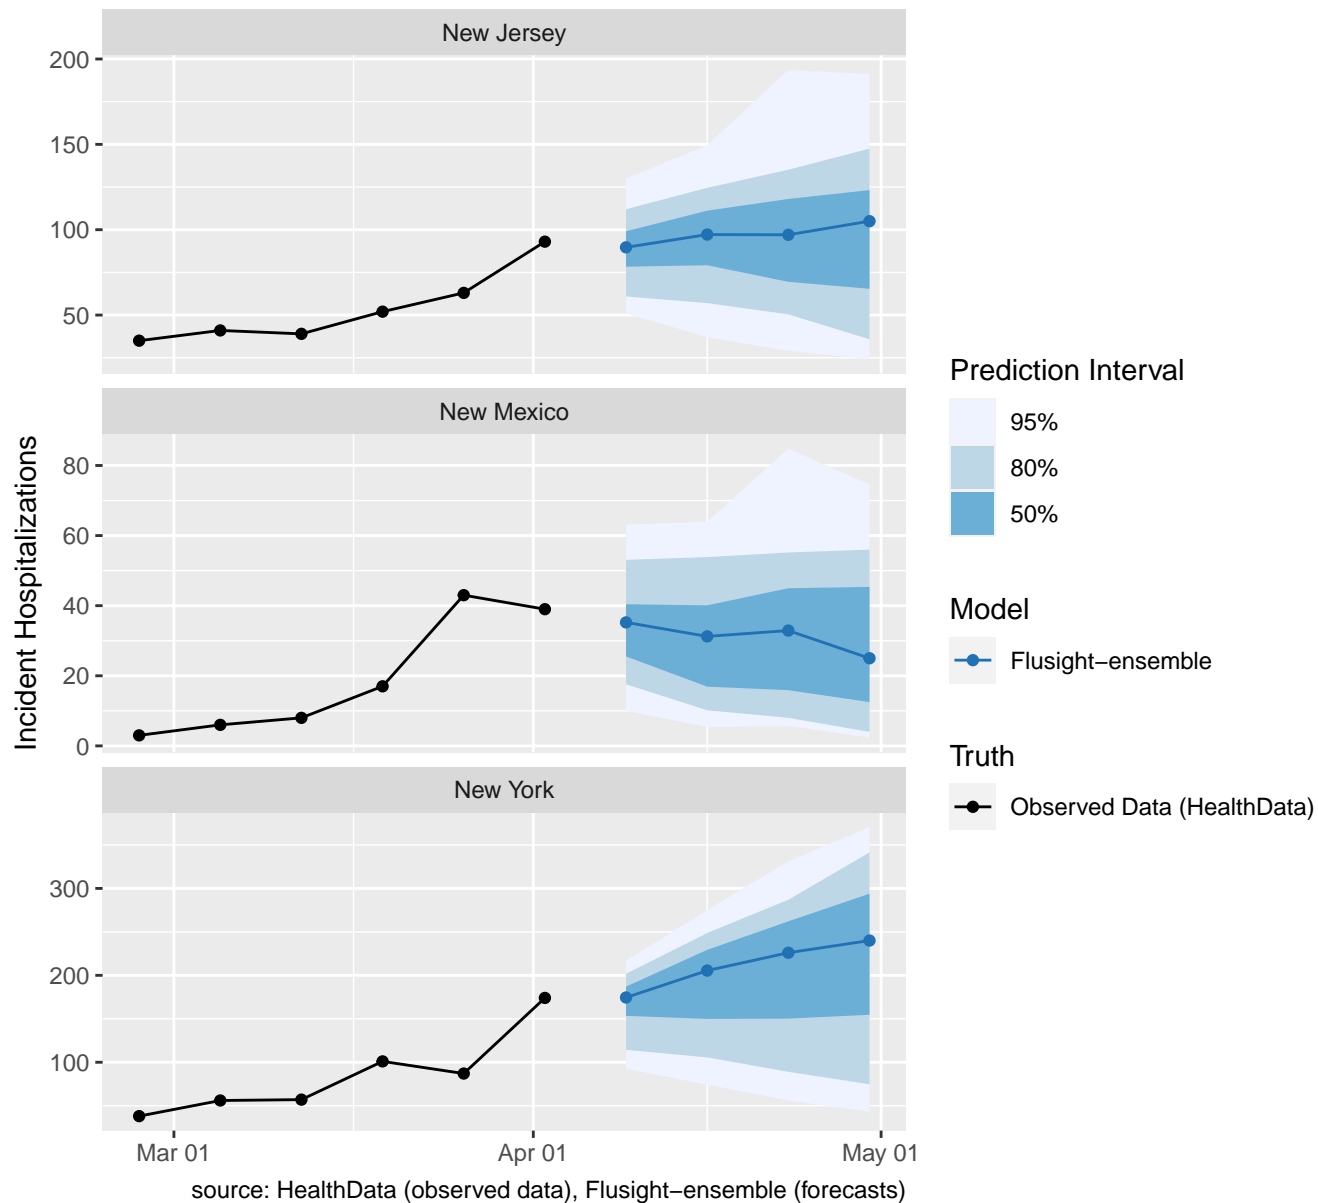 New Jersey
200
150
100
50
New Mexico
80
60
40
20
0
New York
300
200
100
Mar 01
Apr 01
May 01
Incident Hospitalizations
source: HealthData (observed data), Flusight−ensemble (forecasts)
Prediction Interval
95%
80%
50%
Model
Flusight−ensemble
Truth
Observed Data (HealthData)